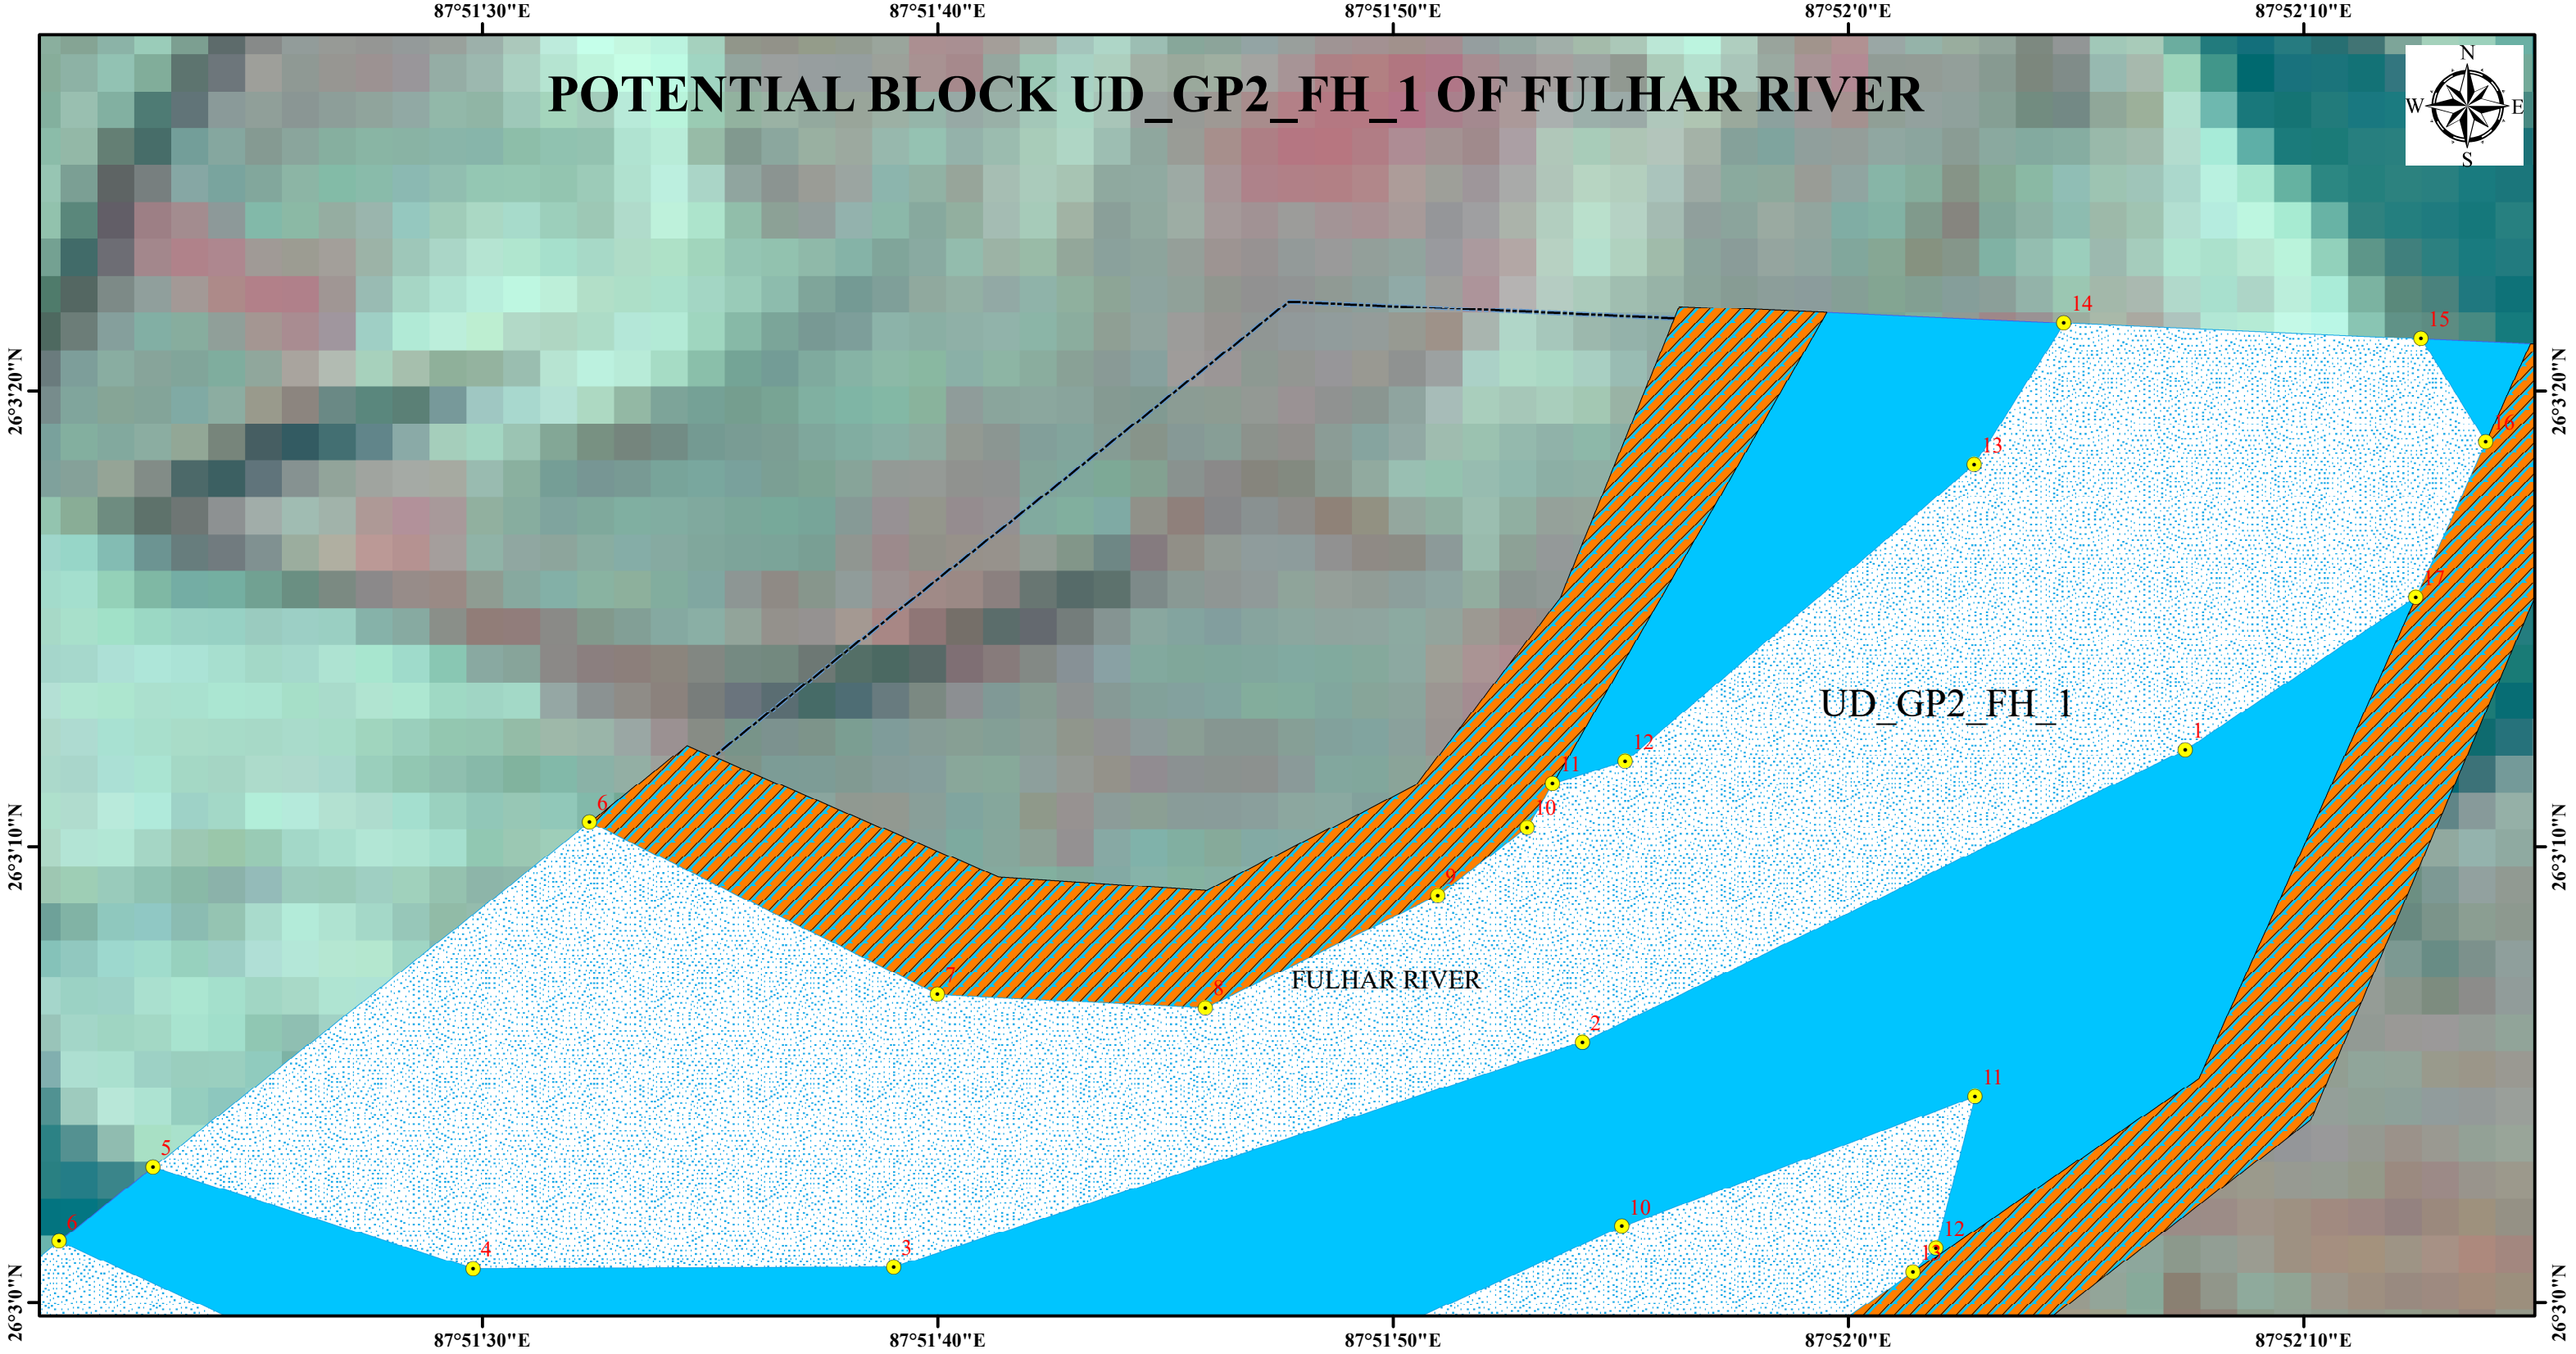 87°51'30"E 87°51'40"E 87°51'50"E 87°52'0"E 87°52'10"E
POTENTIAL BLOCK UD_GP2_FH_1 OF FULHAR RIVER
N
W E
S
14
15
26°3'20"N 26°3'20"N
16
13
17
UD_GP2_FH_1
1
12
11
6
10
26°3'10"N 26°3'10"N
9
7
FULHAR RIVER
8
2
11
5
10
6
12
4
3
26°3'0"N 26°3'0"N
87°51'30"E 87°51'40"E 87°51'50"E 87°52'0"E 87°52'10"E